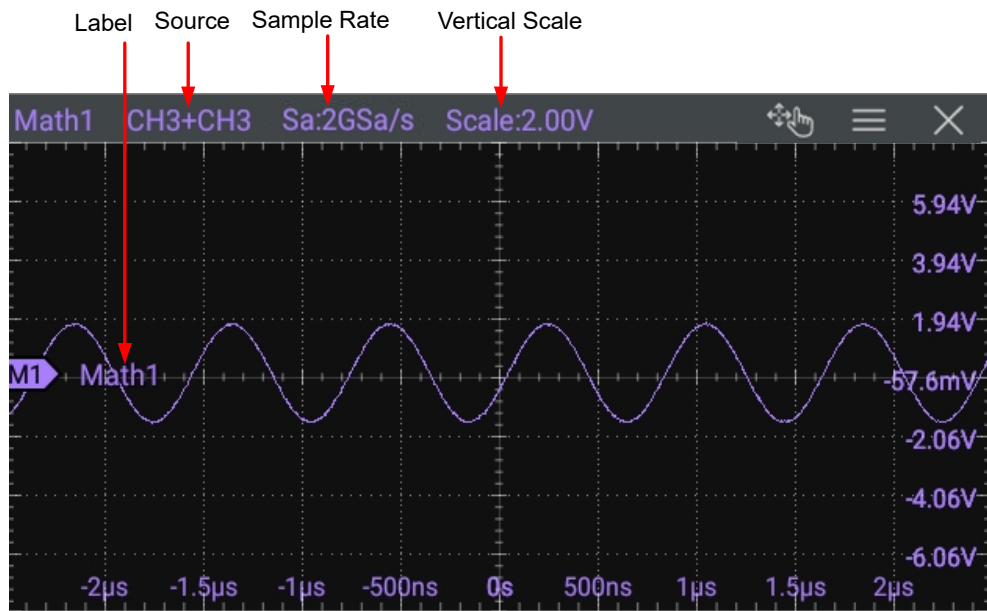 Label Source Sample Rate Vertical Scale
Math1 CH3+CH3 Sa:2GSa/s Scale:2.00V
5.94V
3.94V
1.94V
M1 Math1 -57.6mV
-2.06V
-4.06V
-6.06V
-2µs -1.5µs -1µs -500ns 0s 500ns 1µs 1.5µs 2µs